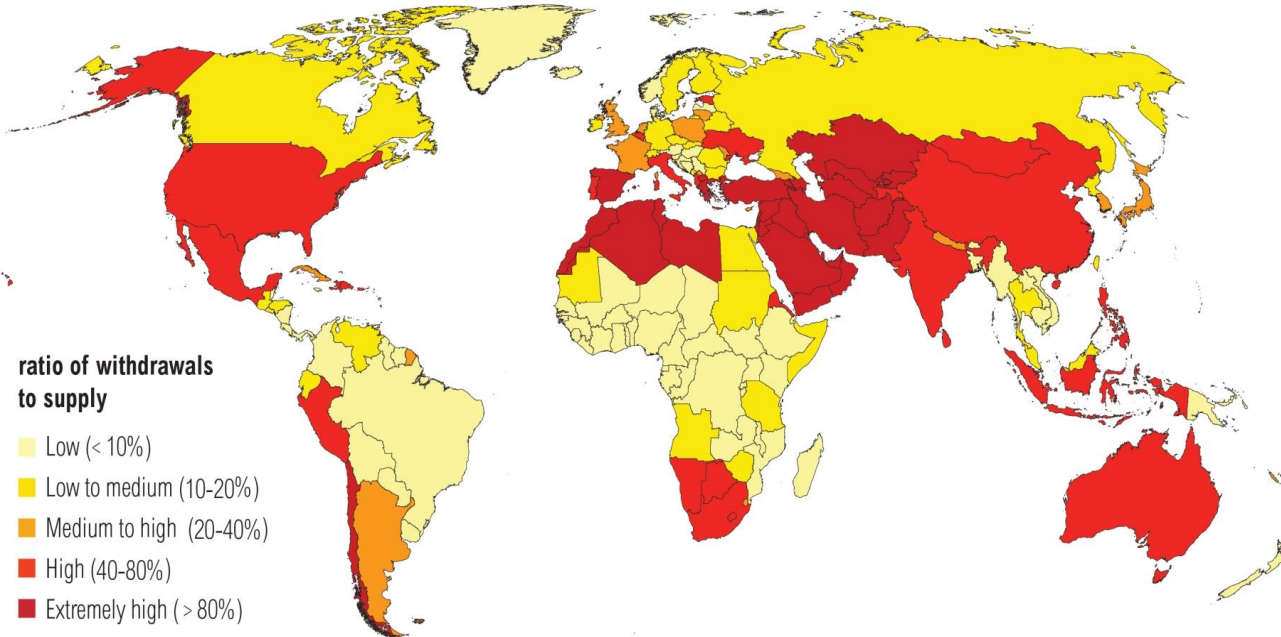 ratio of withdrawals
to supply
Low (< 10%)
Low to medium (10-20%)
Medium to high (20-40%)
High (40-80%)
Extremely high (> 80%)